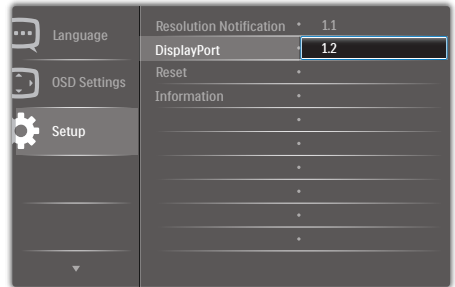 Language
OSD Settings
Setup
Resolution Notification
DisplayPort
Reset
Information
1.1
1.2